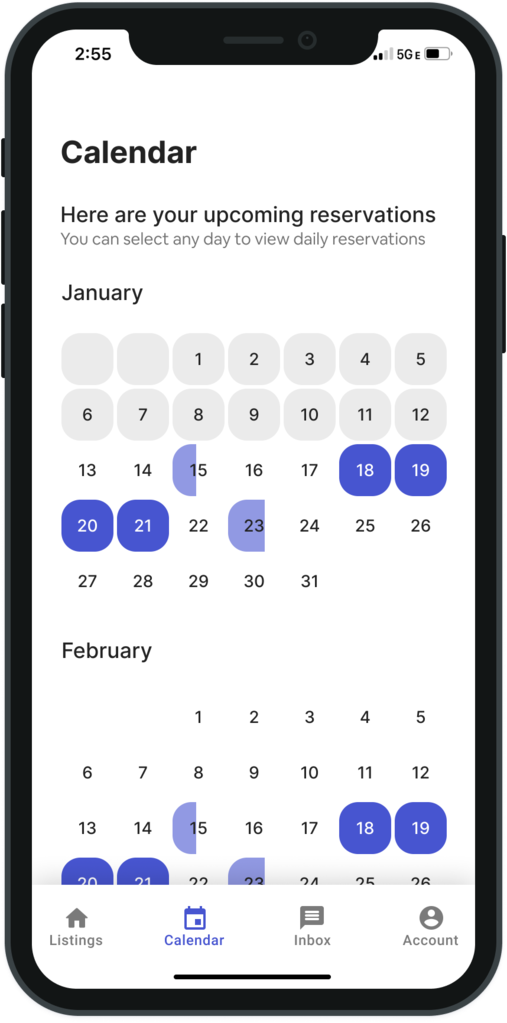 2:55 5GE
Calendar
Here are your upcoming reservations
You can select any day to view daily reservations
January
1 2 3 4 5
6 7 8 9 10 11 12
13 14 15 16 17 18 19
20 21 22 23 24 25 26
27 28 29 30 31
February
1 2 3 4 5
6 7 8 9 10 11 12
13 14 15 16 17 18 19
20 21 22 23 24 25 26
Listings Calendar Inbox Account